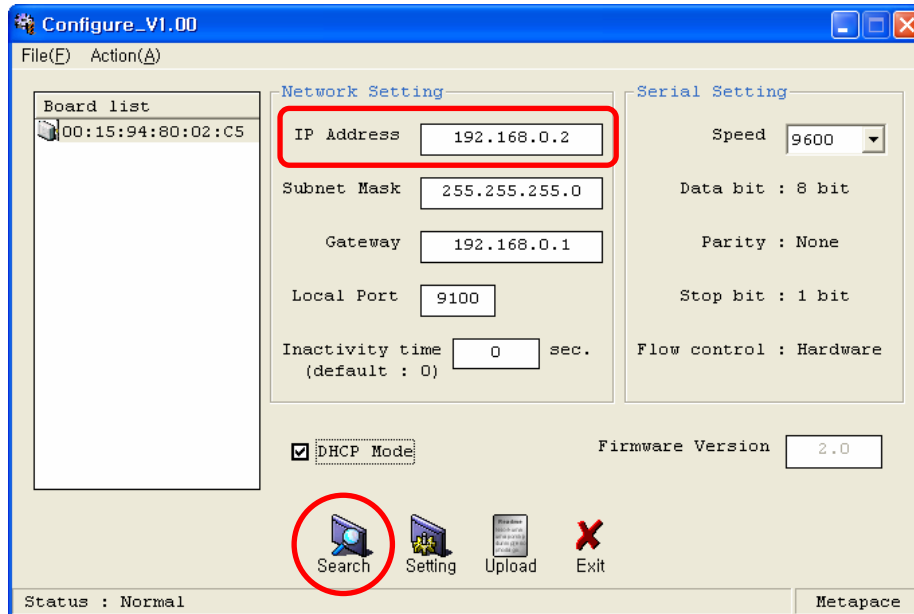 Configure_V1.00
File(F) Action(A)
Board list
00:15:94:80:02:C5
Network Setting
IP Address 192.168.0.2
Subnet Mask 255.255.255.0
Gateway 192.168.0.1
Local Port 9100
Inactivity time 0 sec.
(default : 0)
Serial Setting
Speed 9600
Data bit : 8 bit
Parity : None
Stop bit : 1 bit
Flow control : Hardware
DHCP Mode
Firmware Version 2.0
Search Setting Upload Exit
Status : Normal
Metapace